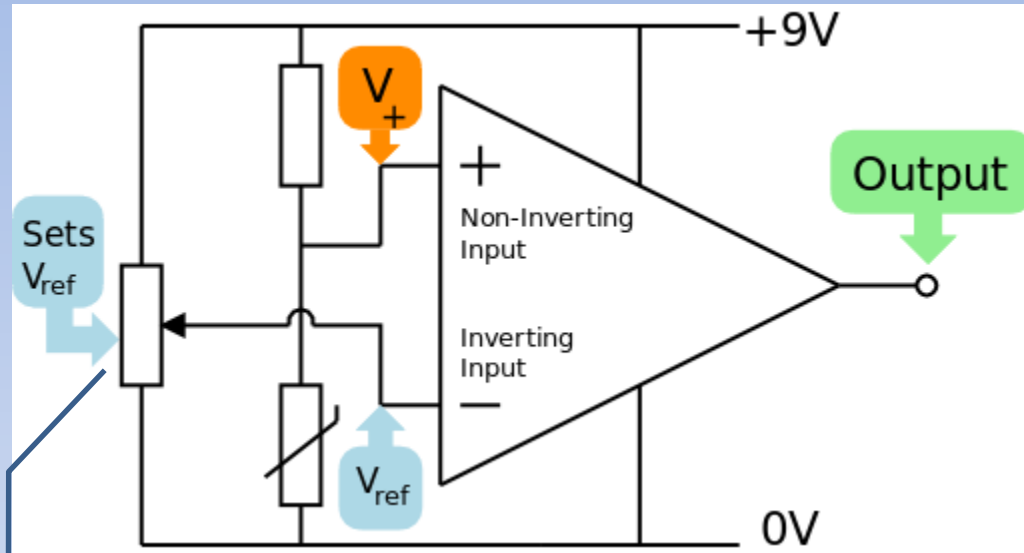 +9V
V+
+
Non-Inverting
Input
Output
Sets
Vref
Inverting
Input
−
Vref
0V